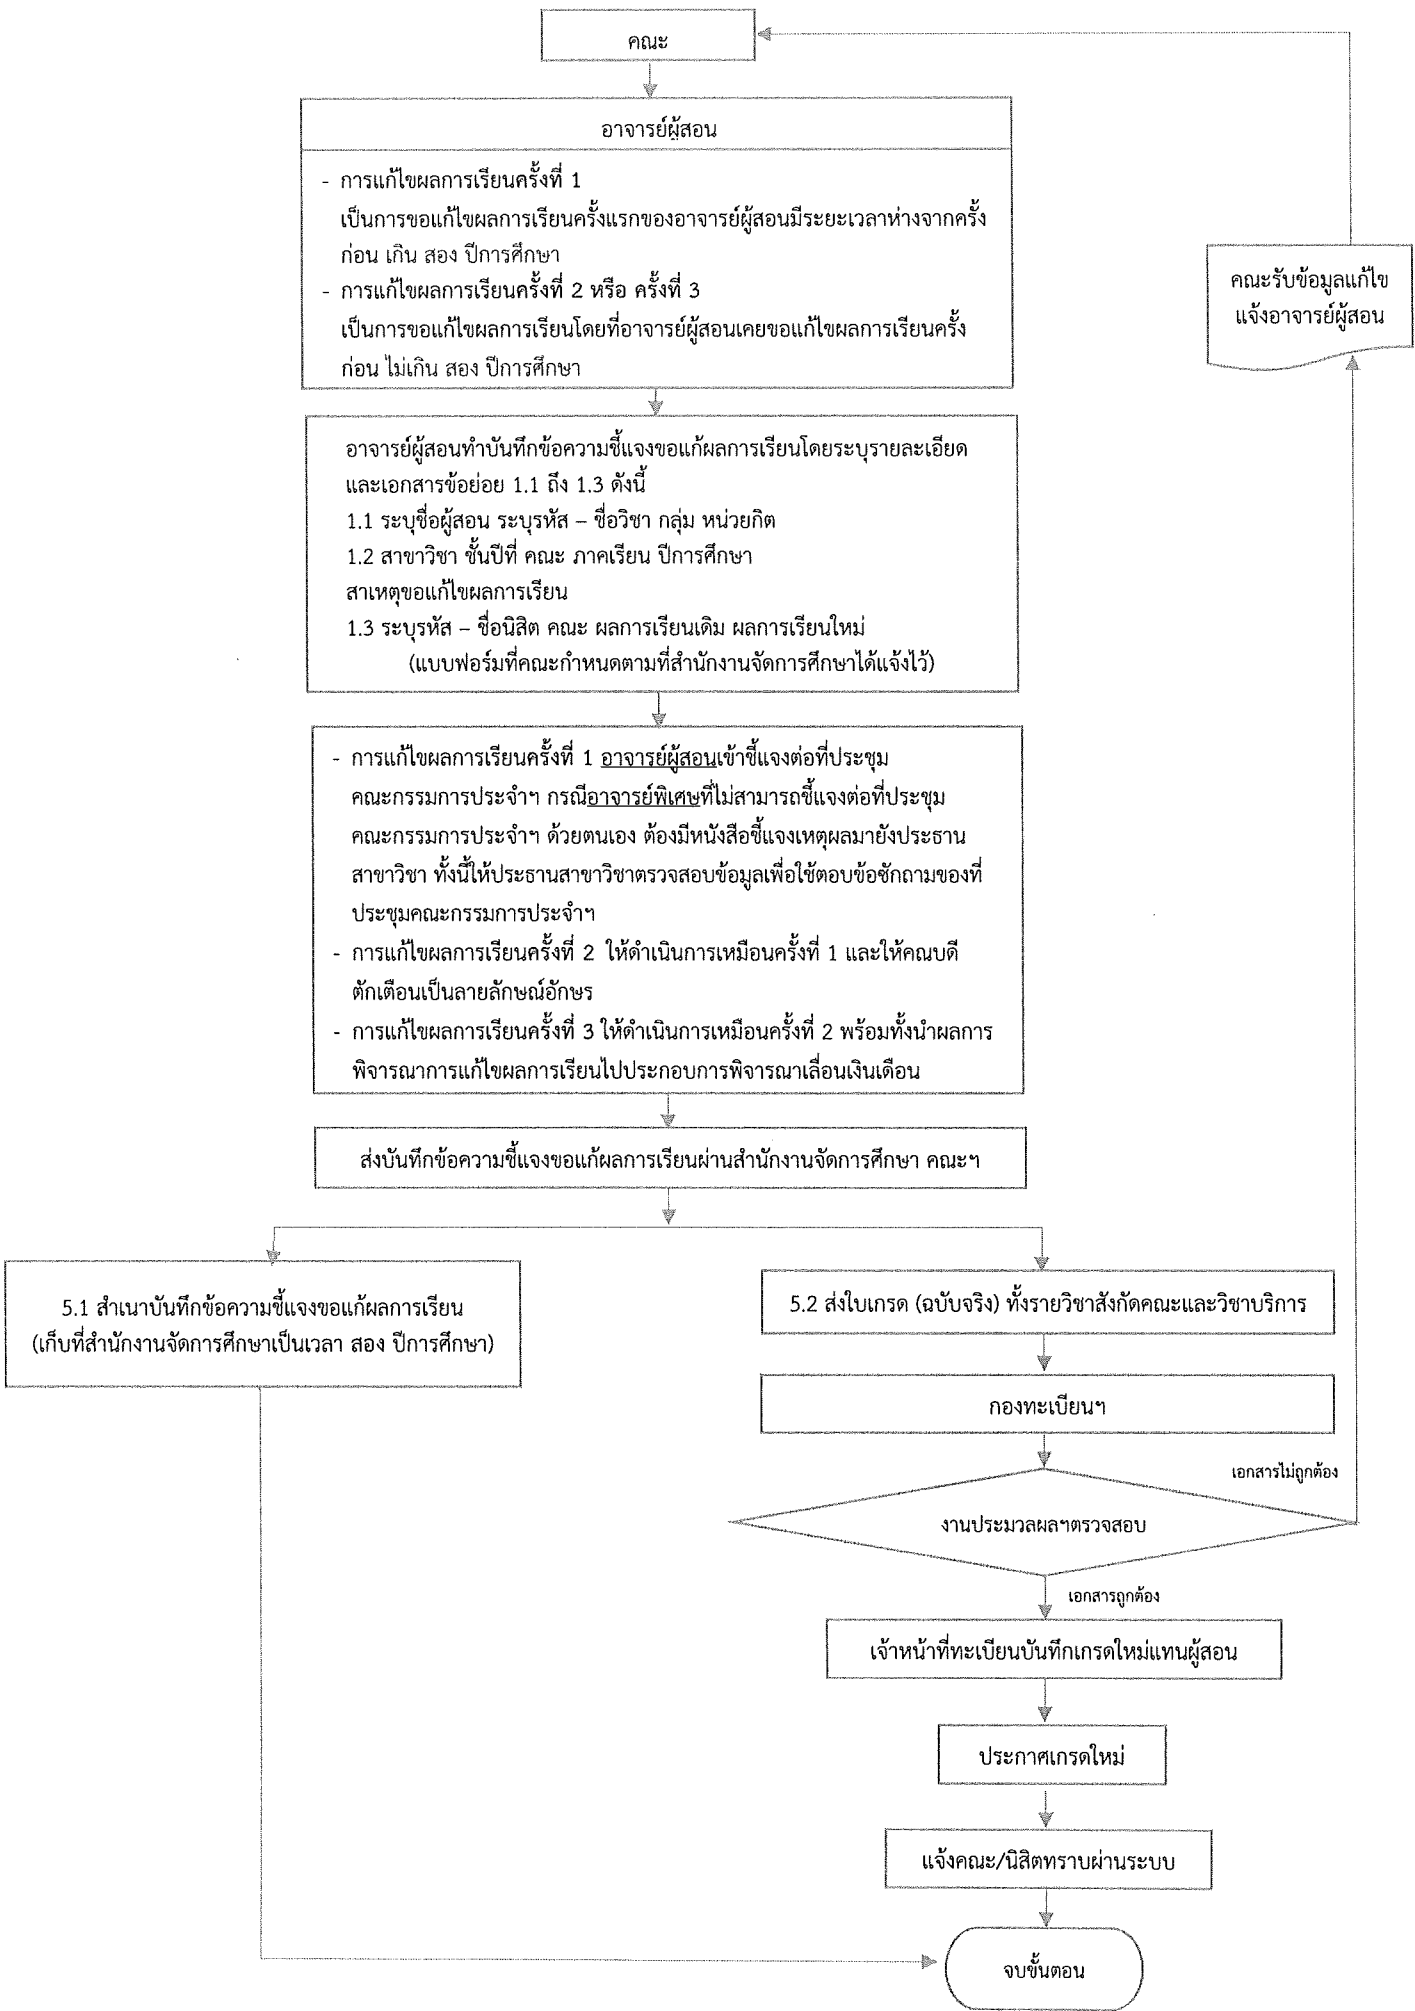 คณะ
อาจารย์ผู้สอน
- การแก้ไขผลการเรียนครั้งที่ 1
เป็นการขอแก้ไขผลการเรียนครั้งแรกของอาจารย์ผู้สอนมีระยะเวลาห่างจากครั้ง
ก่อน เกิน สอง ปีการศึกษา
- การแก้ไขผลการเรียนครั้งที่ 2 หรือ ครั้งที่ 3
เป็นการขอแก้ไขผลการเรียนโดยที่อาจารย์ผู้สอนเคยขอแก้ไขผลการเรียนครั้ง
ก่อน ไม่เกิน สอง ปีการศึกษา
คณะรับข้อมูลแก้ไข
แจ้งอาจารย์ผู้สอน
อาจารย์ผู้สอนทำบันทึกข้อความชี้แจงขอแก้ผลการเรียนโดยระบุรายละเอียด
และเอกสารข้อย่อย 1.1 ถึง 1.3 ดังนี้
1.1 ระบุชื่อผู้สอน ระบุรหัส – ชื่อวิชา กลุ่ม หน่วยกิต
1.2 สาขาวิชา ชั้นปีที่ คณะ ภาคเรียน ปีการศึกษา
สาเหตุขอแก้ไขผลการเรียน
1.3 ระบุรหัส – ชื่อนิสิต คณะ ผลการเรียนเดิม ผลการเรียนใหม่
(แบบฟอร์มที่คณะกำหนดตามที่สำนักงานจัดการศึกษาได้แจ้งไว้)
- การแก้ไขผลการเรียนครั้งที่ 1 อาจารย์ผู้สอนเข้าชี้แจงต่อที่ประชุม
คณะกรรมการประจำฯ กรณีอาจารย์พิเศษที่ไม่สามารถชี้แจงต่อที่ประชุม
คณะกรรมการประจำฯ ด้วยตนเอง ต้องมีหนังสือชี้แจงเหตุผลมายังประธาน
สาขาวิชา ทั้งนี้ให้ประธานสาขาวิชาตรวจสอบข้อมูลเพื่อใช้ตอบข้อซักถามของที่
ประชุมคณะกรรมการประจำฯ
- การแก้ไขผลการเรียนครั้งที่ 2 ให้ดำเนินการเหมือนครั้งที่ 1 และให้คณบดี
ตักเตือนเป็นลายลักษณ์อักษร
- การแก้ไขผลการเรียนครั้งที่ 3 ให้ดำเนินการเหมือนครั้งที่ 2 พร้อมทั้งนำผลการ
พิจารณาการแก้ไขผลการเรียนไปประกอบการพิจารณาเลื่อนเงินเดือน
ส่งบันทึกข้อความชี้แจงขอแก้ผลการเรียนผ่านสำนักงานจัดการศึกษา คณะฯ
5.1 สำเนาบันทึกข้อความชี้แจงขอแก้ผลการเรียน
(เก็บที่สำนักงานจัดการศึกษาเป็นเวลา สอง ปีการศึกษา)
5.2 ส่งใบเกรด (ฉบับจริง) ทั้งรายวิชาสังกัดคณะและวิชาบริการ
กองทะเบียนฯ
เอกสารไม่ถูกต้อง
งานประมวลผลฯตรวจสอบ
เอกสารถูกต้อง
เจ้าหน้าที่ทะเบียนบันทึกเกรดใหม่แทนผู้สอน
ประกาศเกรดใหม่
แจ้งคณะ/นิสิตทราบผ่านระบบ
จบขั้นตอน